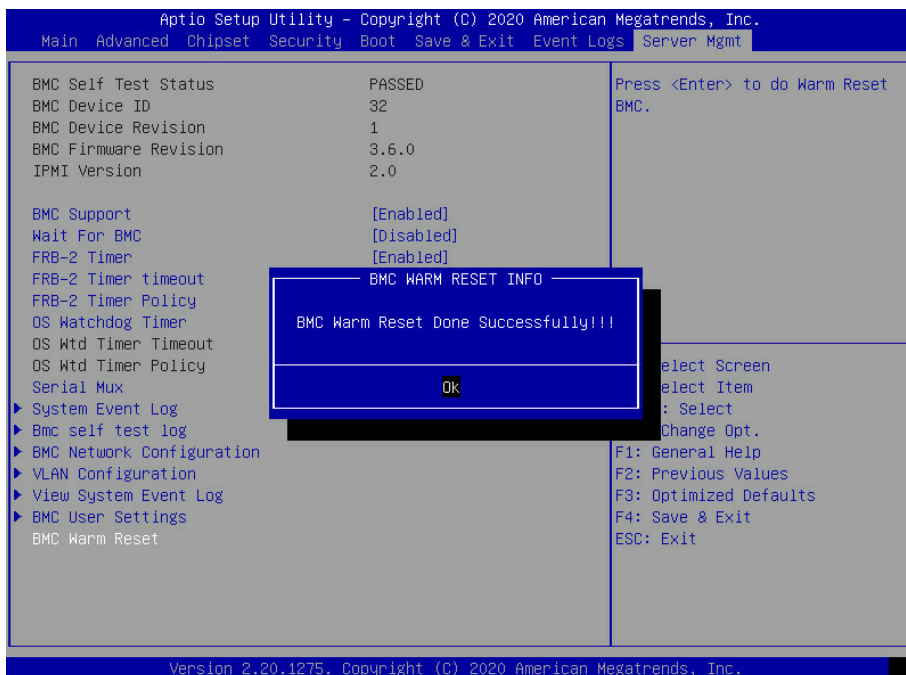 Aptio Setup Utility – Copyright (C) 2020 American Megatrends, Inc.
Main Advanced Chipset Security Boot Save & Exit Event Logs Server Mgmt
BMC Self Test Status PASSED
BMC Device ID 32
BMC Device Revision 1
BMC Firmware Revision 3.6.0
IPMI Version 2.0
BMC Support [Enabled]
Wait For BMC [Disabled]
FRB-2 Timer [Enabled]
FRB-2 Timer timeout
FRB-2 Timer Policy
OS Watchdog Timer
OS Wtd Timer Timeout
OS Wtd Timer Policy
Serial Mux
System Event Log
Bmc self test log
BMC Network Configuration
VLAN Configuration
View System Event Log
BMC User Settings
BMC Warm Reset
BMC WARM RESET INFO
BMC Warm Reset Done Successfully!!!
Ok
Press <Enter> to do Warm Reset
BMC.
elect Screen
elect Item
: Select
Change Opt.
F1: General Help
F2: Previous Values
F3: Optimized Defaults
F4: Save & Exit
ESC: Exit
Version 2.20.1275. Copyright (C) 2020 American Megatrends, Inc.